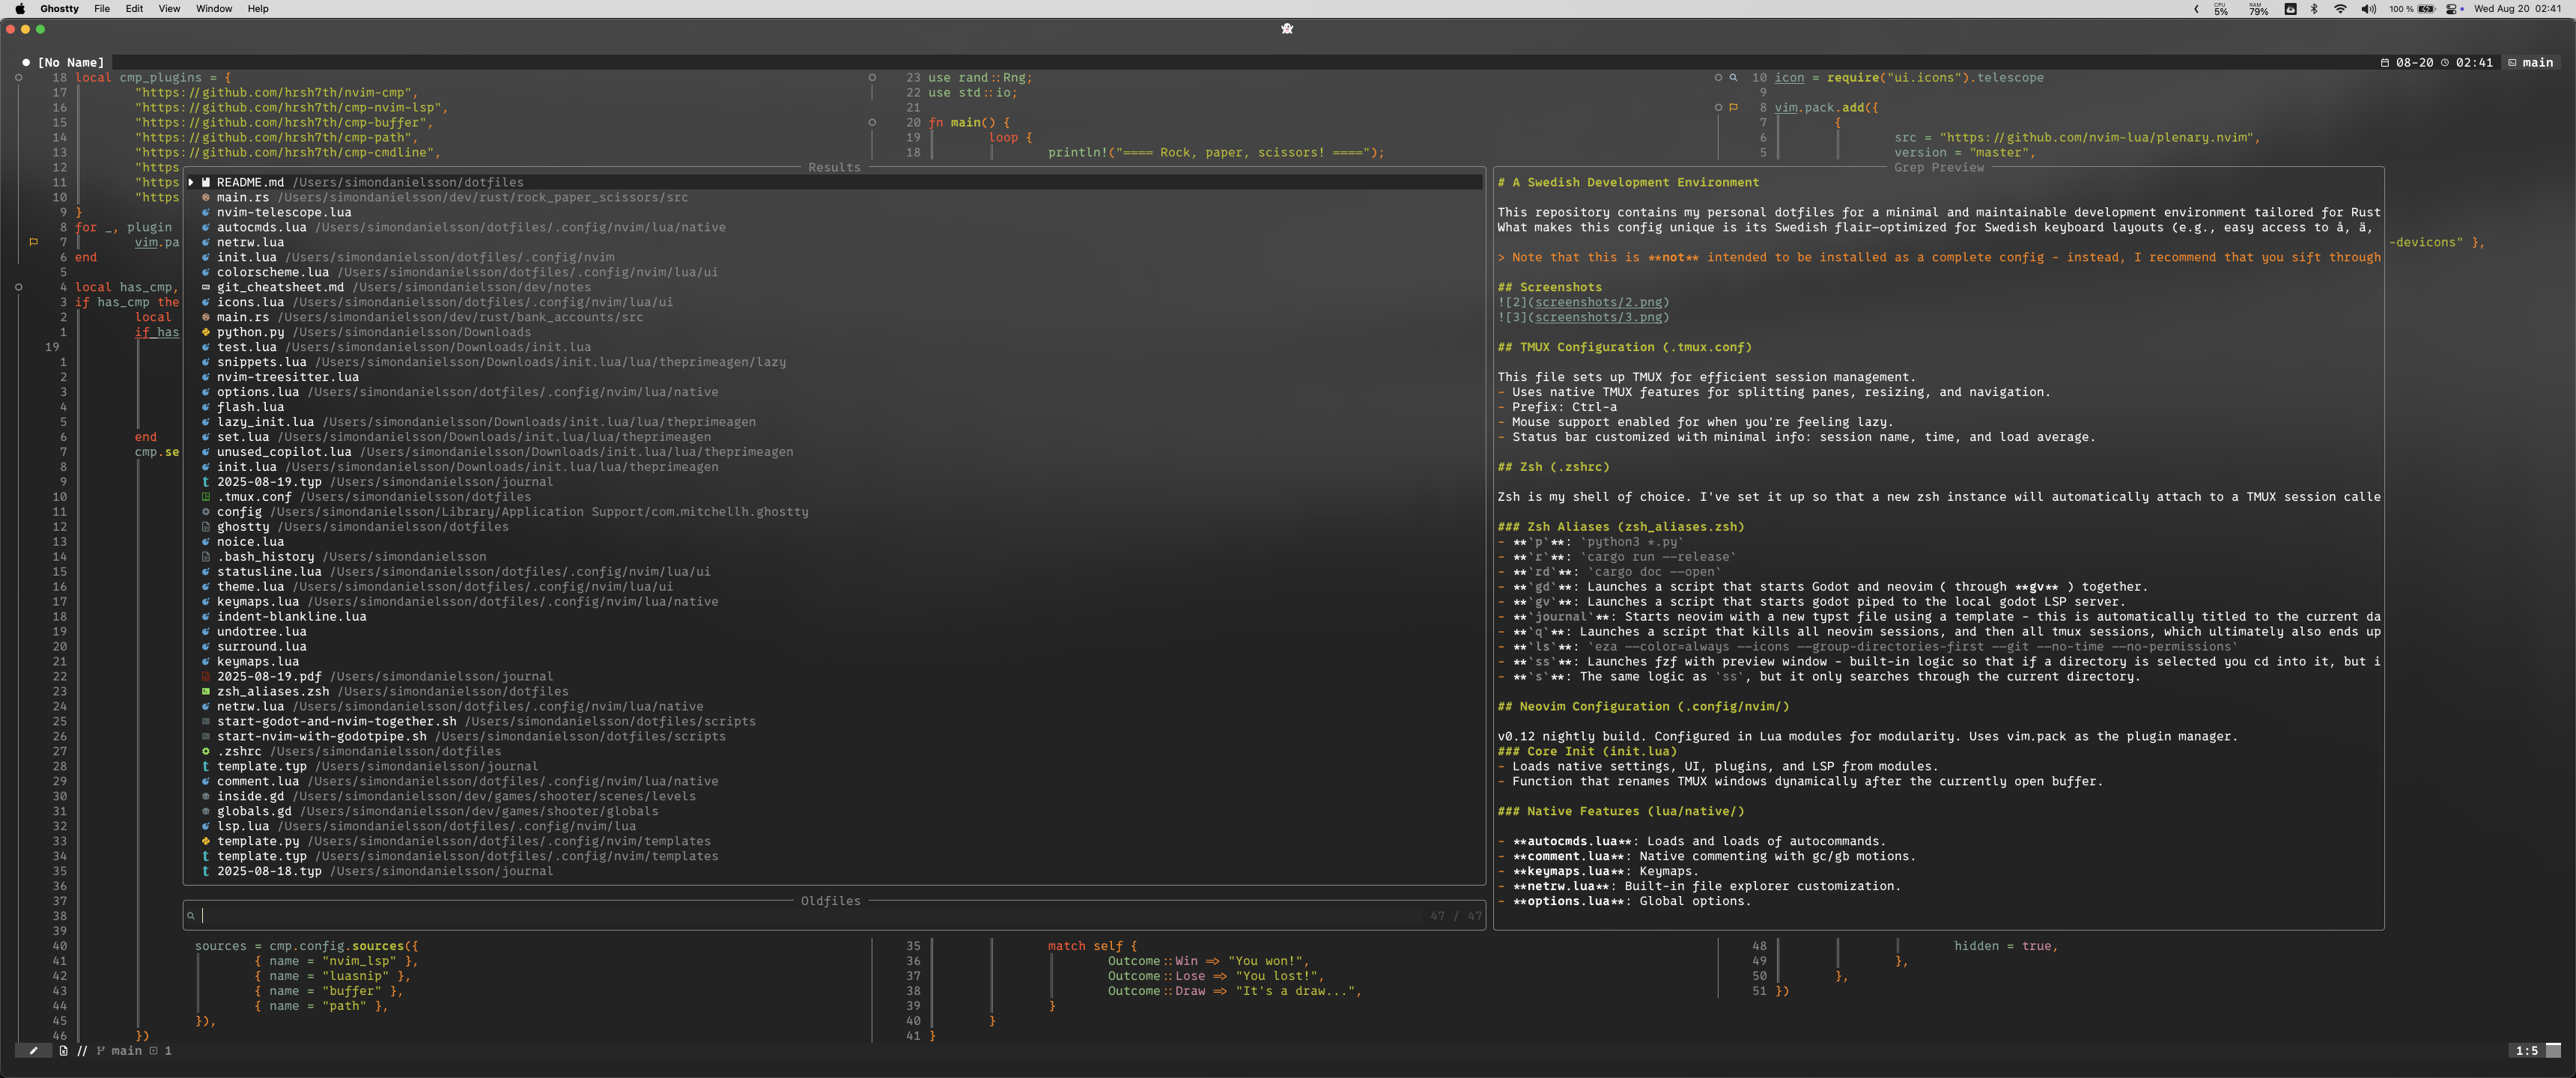 Ghostty File Edit View Window Help
CPU 5% RAM 79% 100 % Wed Aug 20 02:41
[No Name]
08-20 02:41 main
18 local cmp_plugins = {
17 "https://github.com/hrsh7th/nvim-cmp",
16 "https://github.com/hrsh7th/cmp-nvim-lsp",
15 "https://github.com/hrsh7th/cmp-buffer",
14 "https://github.com/hrsh7th/cmp-path",
13 "https://github.com/hrsh7th/cmp-cmdline",
12 "https
11 "https
10 "https
9 }
8 for _, plugin
7 vim.pa
6 end
5
4 local has_cmp,
3 if has_cmp the
2 local
1 if has
19
1
2
3
4
5
6 end
7 cmp.se
8
9
10
11
12
13
14
15
16
17
18
19
20
21
22
23
24
25
26
27
28
29
30
31
32
33
34
35
36
37
38
39
40 sources = cmp.config.sources({
41 { name = "nvim_lsp" },
42 { name = "luasnip" },
43 { name = "buffer" },
44 { name = "path" },
45 }),
46 })
23 use rand::Rng;
22 use std::io;
21
20 fn main() {
19 loop {
18 println!("==== Rock, paper, scissors! ====");
10 icon = require("ui.icons").telescope
9
8 vim.pack.add({
7 {
6 src = "https://github.com/nvim-lua/plenary.nvim",
5 version = "master",
-devicons" },
Results
README.md /Users/simondanielsson/dotfiles
main.rs /Users/simondanielsson/dev/rust/rock_paper_scissors/src
nvim-telescope.lua
autocmds.lua /Users/simondanielsson/dotfiles/.config/nvim/lua/native
netrw.lua
init.lua /Users/simondanielsson/dotfiles/.config/nvim
colorscheme.lua /Users/simondanielsson/dotfiles/.config/nvim/lua/ui
git_cheatsheet.md /Users/simondanielsson/dev/notes
icons.lua /Users/simondanielsson/dotfiles/.config/nvim/lua/ui
main.rs /Users/simondanielsson/dev/rust/bank_accounts/src
python.py /Users/simondanielsson/Downloads
test.lua /Users/simondanielsson/Downloads/init.lua
snippets.lua /Users/simondanielsson/Downloads/init.lua/lua/theprimeagen/lazy
nvim-treesitter.lua
options.lua /Users/simondanielsson/dotfiles/.config/nvim/lua/native
flash.lua
lazy_init.lua /Users/simondanielsson/Downloads/init.lua/lua/theprimeagen
set.lua /Users/simondanielsson/Downloads/init.lua/lua/theprimeagen
unused_copilot.lua /Users/simondanielsson/Downloads/init.lua/lua/theprimeagen
init.lua /Users/simondanielsson/Downloads/init.lua/lua/theprimeagen
2025-08-19.typ /Users/simondanielsson/journal
.tmux.conf /Users/simondanielsson/dotfiles
config /Users/simondanielsson/Library/Application Support/com.mitchellh.ghostty
ghostty /Users/simondanielsson/dotfiles
noice.lua
.bash_history /Users/simondanielsson
statusline.lua /Users/simondanielsson/dotfiles/.config/nvim/lua/ui
theme.lua /Users/simondanielsson/dotfiles/.config/nvim/lua/ui
keymaps.lua /Users/simondanielsson/dotfiles/.config/nvim/lua/native
indent-blankline.lua
undotree.lua
surround.lua
keymaps.lua
2025-08-19.pdf /Users/simondanielsson/journal
zsh_aliases.zsh /Users/simondanielsson/dotfiles
netrw.lua /Users/simondanielsson/dotfiles/.config/nvim/lua/native
start-godot-and-nvim-together.sh /Users/simondanielsson/dotfiles/scripts
start-nvim-with-godotpipe.sh /Users/simondanielsson/dotfiles/scripts
.zshrc /Users/simondanielsson/dotfiles
template.typ /Users/simondanielsson/journal
comment.lua /Users/simondanielsson/dotfiles/.config/nvim/lua/native
inside.gd /Users/simondanielsson/dev/games/shooter/scenes/levels
globals.gd /Users/simondanielsson/dev/games/shooter/globals
lsp.lua /Users/simondanielsson/dotfiles/.config/nvim/lua
template.py /Users/simondanielsson/dotfiles/.config/nvim/templates
template.typ /Users/simondanielsson/dotfiles/.config/nvim/templates
2025-08-18.typ /Users/simondanielsson/journal
Oldfiles
47 / 47
Grep Preview
# A Swedish Development Environment
This repository contains my personal dotfiles for a minimal and maintainable development environment tailored for Rust
What makes this config unique is its Swedish flair—optimized for Swedish keyboard layouts (e.g., easy access to å, ä,
> Note that this is **not** intended to be installed as a complete config - instead, I recommend that you sift through
## Screenshots
![2](screenshots/2.png)
![3](screenshots/3.png)
## TMUX Configuration (.tmux.conf)
This file sets up TMUX for efficient session management.
- Uses native TMUX features for splitting panes, resizing, and navigation.
- Prefix: Ctrl-a
- Mouse support enabled for when you're feeling lazy.
- Status bar customized with minimal info: session name, time, and load average.
## Zsh (.zshrc)
Zsh is my shell of choice. I've set it up so that a new zsh instance will automatically attach to a TMUX session calle
### Zsh Aliases (zsh_aliases.zsh)
- **`p`**: `python3 *.py`
- **`r`**: `cargo run --release`
- **`rd`**: `cargo doc --open`
- **`gd`**: Launches a script that starts Godot and neovim ( through **gv** ) together.
- **`gv`**: Launches a script that starts godot piped to the local godot LSP server.
- **`journal`**: Starts neovim with a new typst file using a template - this is automatically titled to the current da
- **`q`**: Launches a script that kills all neovim sessions, and then all tmux sessions, which ultimately also ends up
- **`ls`**: `eza --color=always --icons --group-directories-first --git --no-time --no-permissions`
- **`ss`**: Launches fzf with preview window - built-in logic so that if a directory is selected you cd into it, but i
- **`s`**: The same logic as `ss`, but it only searches through the current directory.
## Neovim Configuration (.config/nvim/)
v0.12 nightly build. Configured in Lua modules for modularity. Uses vim.pack as the plugin manager.
### Core Init (init.lua)
- Loads native settings, UI, plugins, and LSP from modules.
- Function that renames TMUX windows dynamically after the currently open buffer.
### Native Features (lua/native/)
- **autocmds.lua**: Loads and loads of autocommands.
- **comment.lua**: Native commenting with gc/gb motions.
- **keymaps.lua**: Keymaps.
- **netrw.lua**: Built-in file explorer customization.
- **options.lua**: Global options.
35 match self {
36 Outcome::Win => "You won!",
37 Outcome::Lose => "You lost!",
38 Outcome::Draw => "It's a draw...",
39 }
40 }
41 }
48 hidden = true,
49 },
50 },
51 })
// main 1
1:5